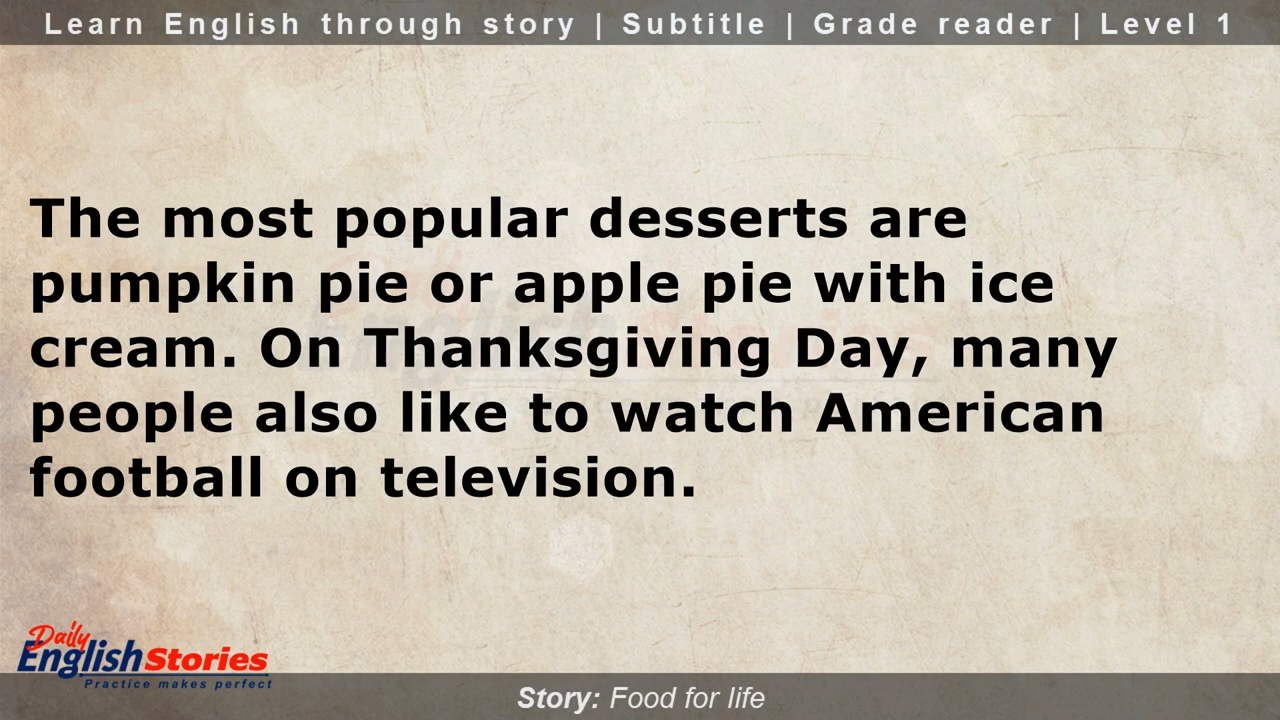 Learn English through story | Subtitle | Grade reader | Level 1
The most popular desserts are
pumpkin pie or apple pie with ice
cream. On Thanksgiving Day, many
people also like to watch American
football on television.
Daily
English Stories
Practice makes perfect
Story: Food for life